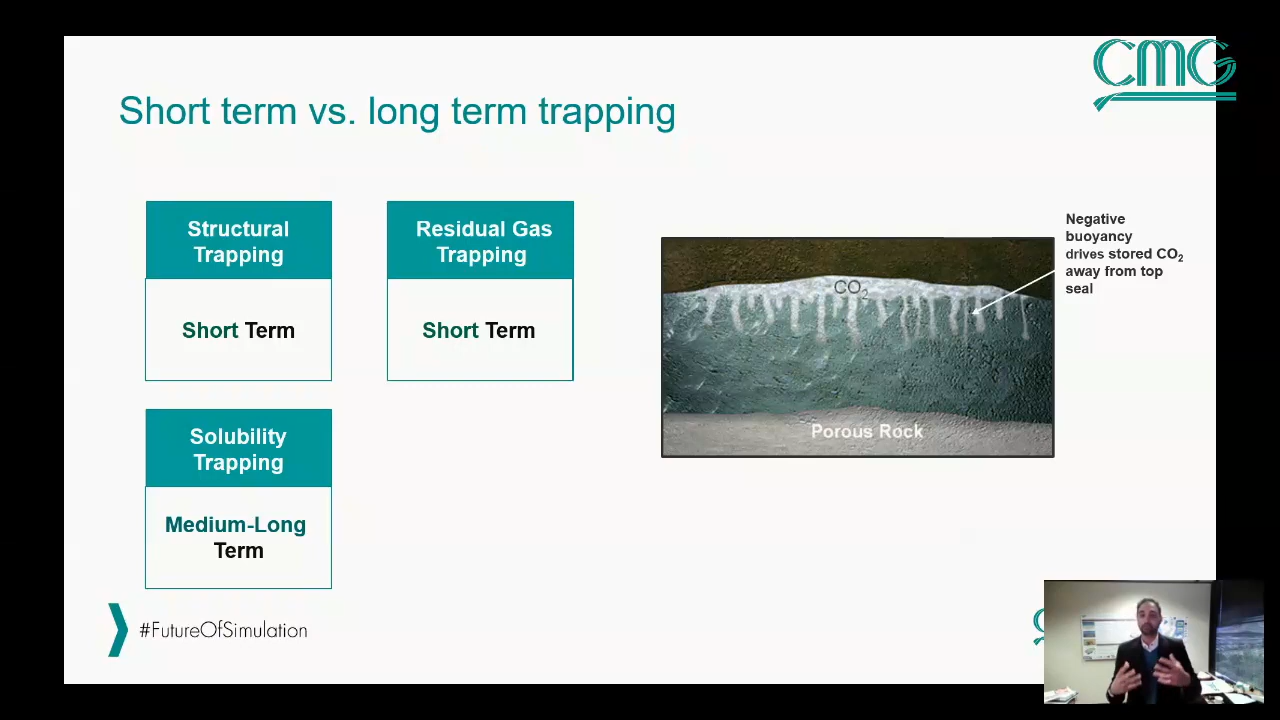 CMG
Short term vs. long term trapping
Structural
Trapping
Short Term
Residual Gas
Trapping
Short Term
Solubility
Trapping
Medium-Long
Term
CO₂
Porous Rock
Negative
buoyancy
drives stored CO₂
away from top
seal
#FutureOfSimulation